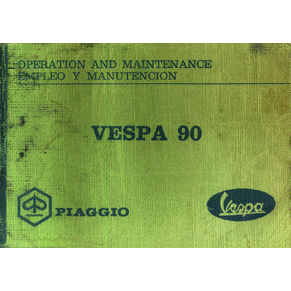 OPERATION AND MAINTENANCE
EMPLEO Y MANUTENCION
VESPA 90
PIAGGIO
Vespa